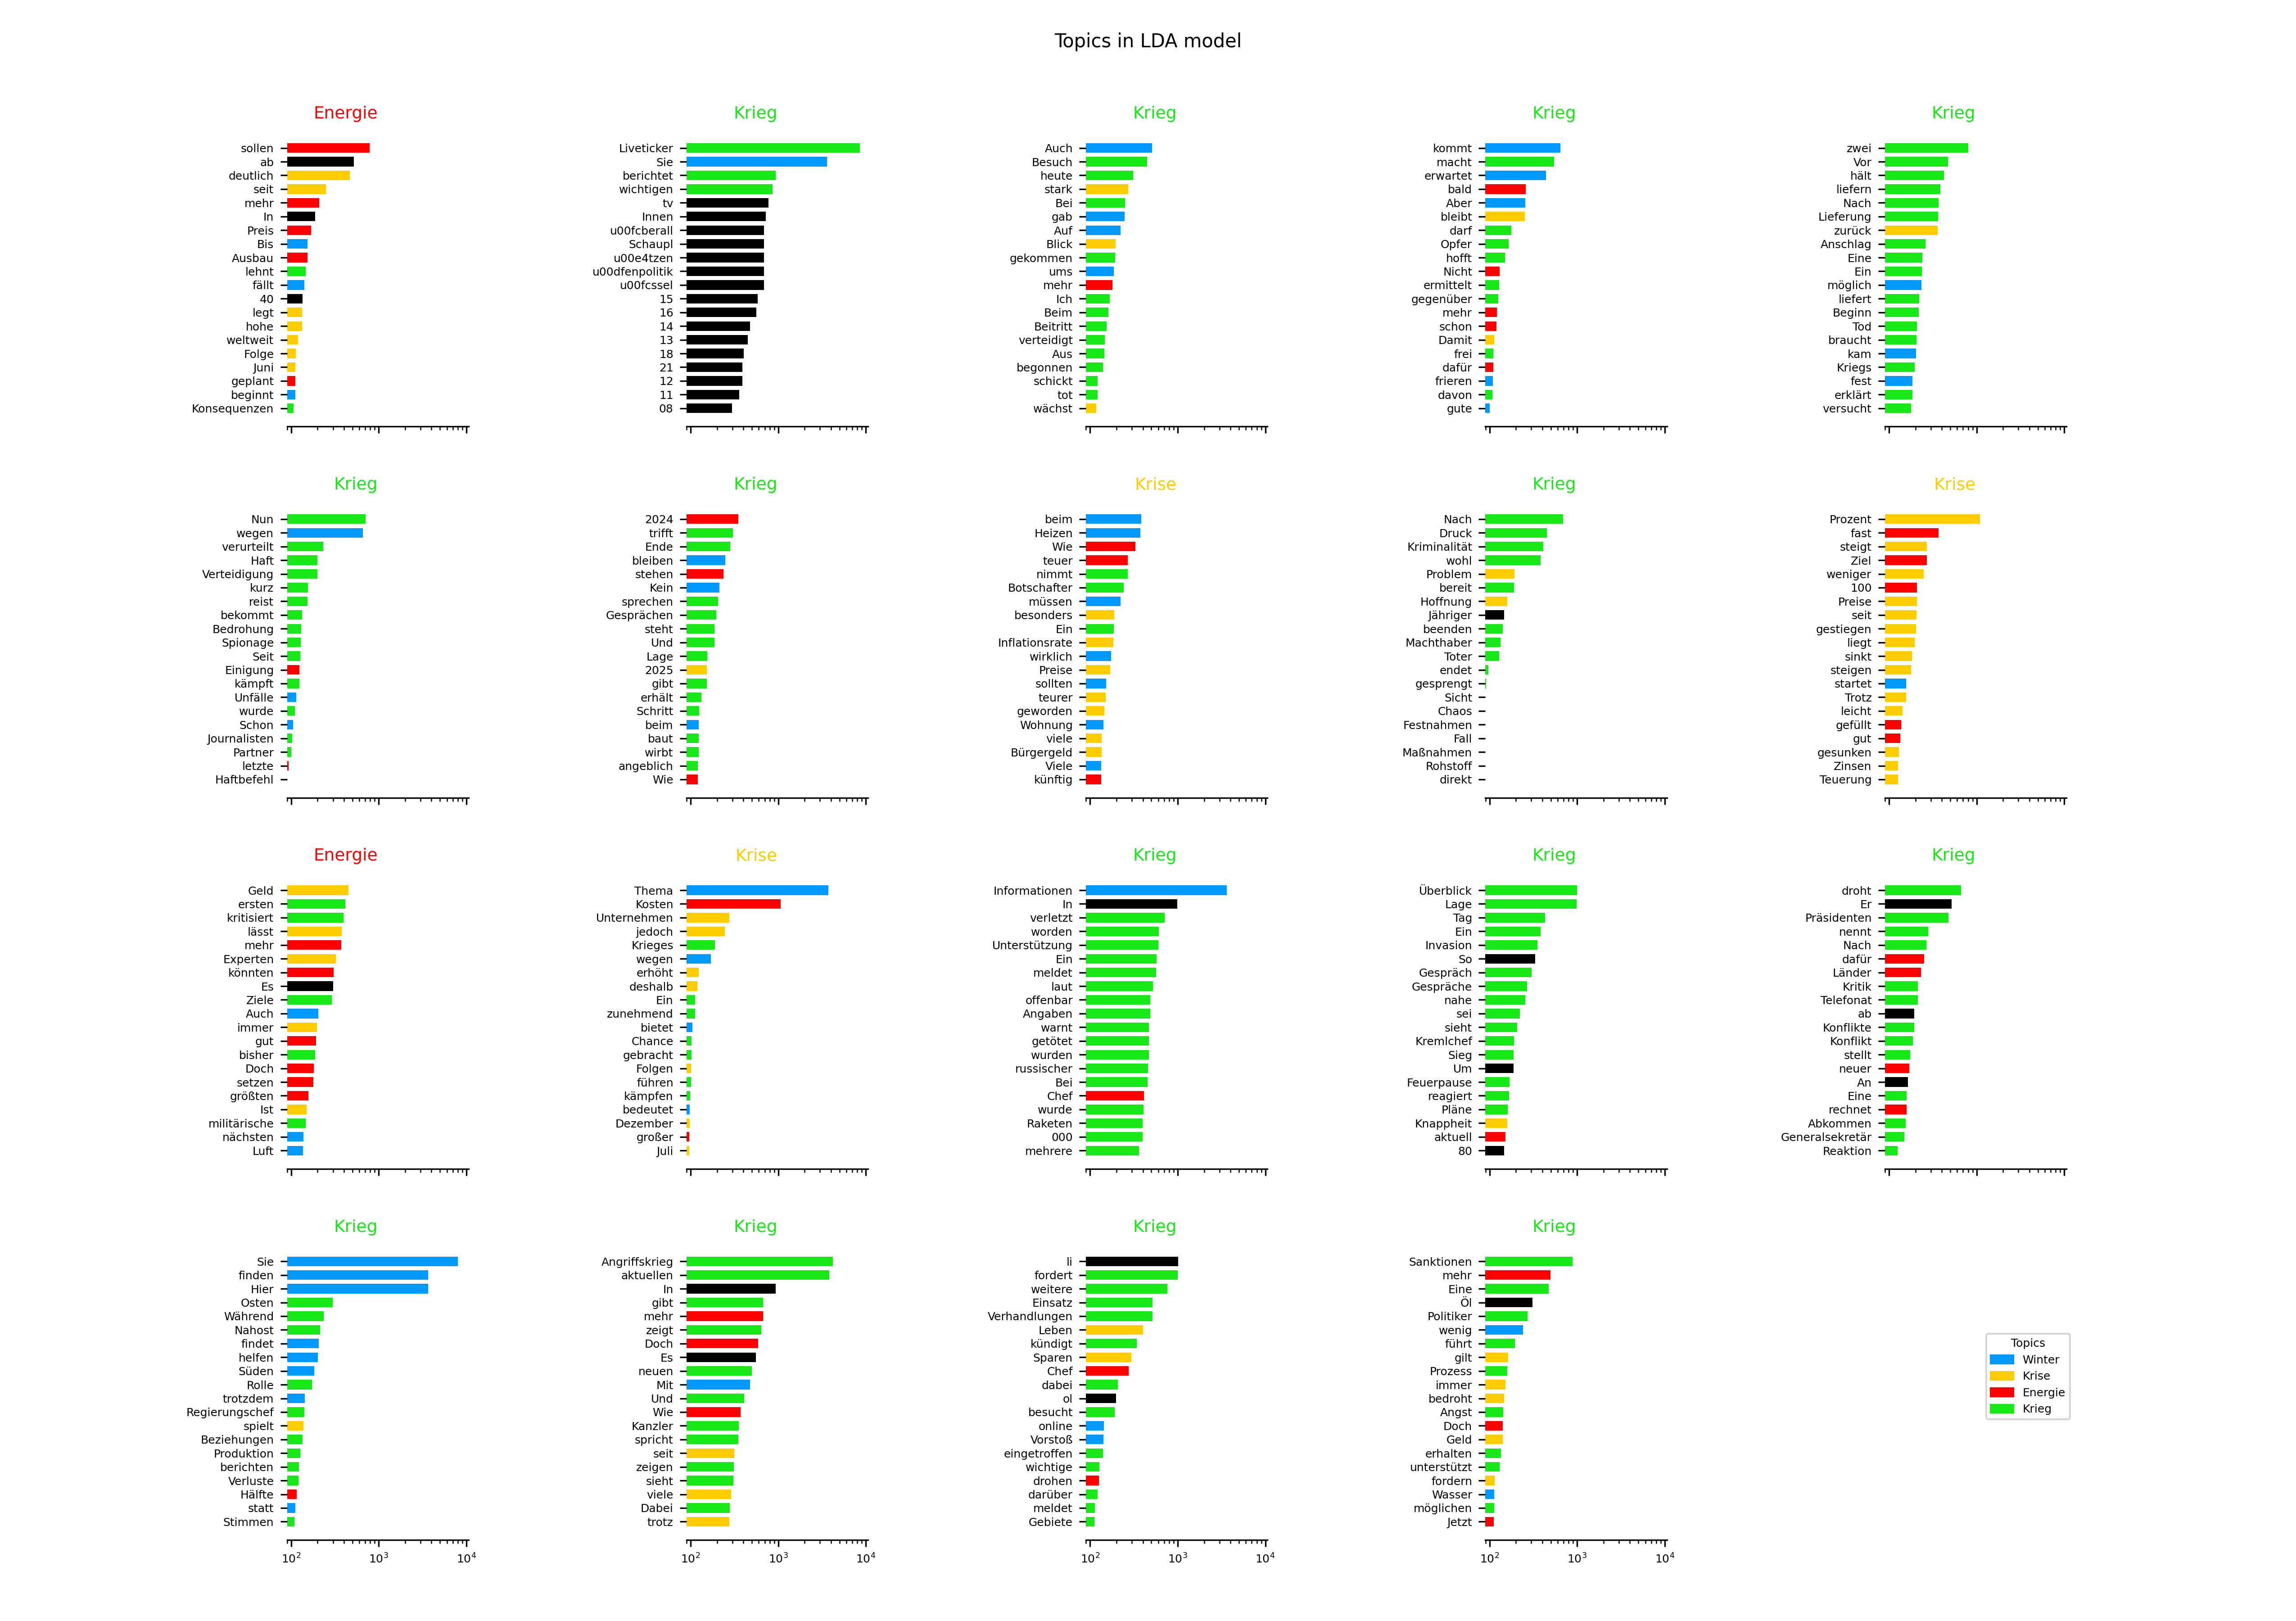 Topics in LDA model
Energie
sollen
ab
deutlich
seit
mehr
In
Preis
Bis
Ausbau
lehnt
fällt
40
legt
hohe
weltweit
Folge
Juni
geplant
beginnt
Konsequenzen
Krieg
Liveticker
Sie
berichtet
wichtigen
tv
Innen
u00fcberall
Schaupl
u00e4tzen
u00dfenpolitik
u00fcssel
15
16
14
13
18
21
12
11
08
Krieg
Auch
Besuch
heute
stark
Bei
gab
Auf
Blick
gekommen
ums
mehr
Ich
Beim
Beitritt
verteidigt
Aus
begonnen
schickt
tot
wächst
Krieg
kommt
macht
erwartet
bald
Aber
bleibt
darf
Opfer
hofft
Nicht
ermittelt
gegenüber
mehr
schon
Damit
frei
dafür
frieren
davon
gute
Krieg
zwei
Vor
hält
liefern
Nach
Lieferung
zurück
Anschlag
Eine
Ein
möglich
liefert
Beginn
Tod
braucht
kam
Kriegs
fest
erklärt
versucht
Krieg
Nun
wegen
verurteilt
Haft
Verteidigung
kurz
reist
bekommt
Bedrohung
Spionage
Seit
Einigung
kämpft
Unfälle
wurde
Schon
Journalisten
Partner
letzte
Haftbefehl
Krieg
2024
trifft
Ende
bleiben
stehen
Kein
sprechen
Gesprächen
steht
Und
Lage
2025
gibt
erhält
Schritt
beim
baut
wirbt
angeblich
Wie
Krise
beim
Heizen
Wie
teuer
nimmt
Botschafter
müssen
besonders
Ein
Inflationsrate
wirklich
Preise
sollten
teurer
geworden
Wohnung
viele
Bürgergeld
Viele
künftig
Krieg
Nach
Druck
Kriminalität
wohl
Problem
bereit
Hoffnung
Jähriger
beenden
Machthaber
Toter
endet
gesprengt
Sicht
Chaos
Festnahmen
Fall
Maßnahmen
Rohstoff
direkt
Krise
Prozent
fast
steigt
Ziel
weniger
100
Preise
seit
gestiegen
liegt
sinkt
steigen
startet
Trotz
leicht
gefüllt
gut
gesunken
Zinsen
Teuerung
Energie
Geld
ersten
kritisiert
lässt
mehr
Experten
könnten
Es
Ziele
Auch
immer
gut
bisher
Doch
setzen
größten
Ist
militärische
nächsten
Luft
Krise
Thema
Kosten
Unternehmen
jedoch
Krieges
wegen
erhöht
deshalb
Ein
zunehmend
bietet
Chance
gebracht
Folgen
führen
kämpfen
bedeutet
Dezember
großer
Juli
Krieg
Informationen
In
verletzt
worden
Unterstützung
Ein
meldet
laut
offenbar
Angaben
warnt
getötet
wurden
russischer
Bei
Chef
wurde
Raketen
000
mehrere
Krieg
Überblick
Lage
Tag
Ein
Invasion
So
Gespräch
Gespräche
nahe
sei
sieht
Kremlchef
Sieg
Um
Feuerpause
reagiert
Pläne
Knappheit
aktuell
80
Krieg
droht
Er
Präsidenten
nennt
Nach
dafür
Länder
Kritik
Telefonat
ab
Konflikte
Konflikt
stellt
neuer
An
Eine
rechnet
Abkommen
Generalsekretär
Reaktion
Krieg
Sie
finden
Hier
Osten
Während
Nahost
findet
helfen
Süden
Rolle
trotzdem
Regierungschef
spielt
Beziehungen
Produktion
berichten
Verluste
Hälfte
statt
Stimmen
10² 10³ 10⁴
Krieg
Angriffskrieg
aktuellen
In
gibt
mehr
zeigt
Doch
Es
neuen
Mit
Und
Wie
Kanzler
spricht
seit
zeigen
sieht
viele
Dabei
trotz
10² 10³ 10⁴
Krieg
li
fordert
weitere
Einsatz
Verhandlungen
Leben
kündigt
Sparen
Chef
dabei
ol
besucht
online
Vorstoß
eingetroffen
wichtige
drohen
darüber
meldet
Gebiete
10² 10³ 10⁴
Krieg
Sanktionen
mehr
Eine
Öl
Politiker
wenig
führt
gilt
Prozess
immer
bedroht
Angst
Doch
Geld
erhalten
unterstützt
fordern
Wasser
möglichen
Jetzt
10² 10³ 10⁴
Topics
Winter
Krise
Energie
Krieg